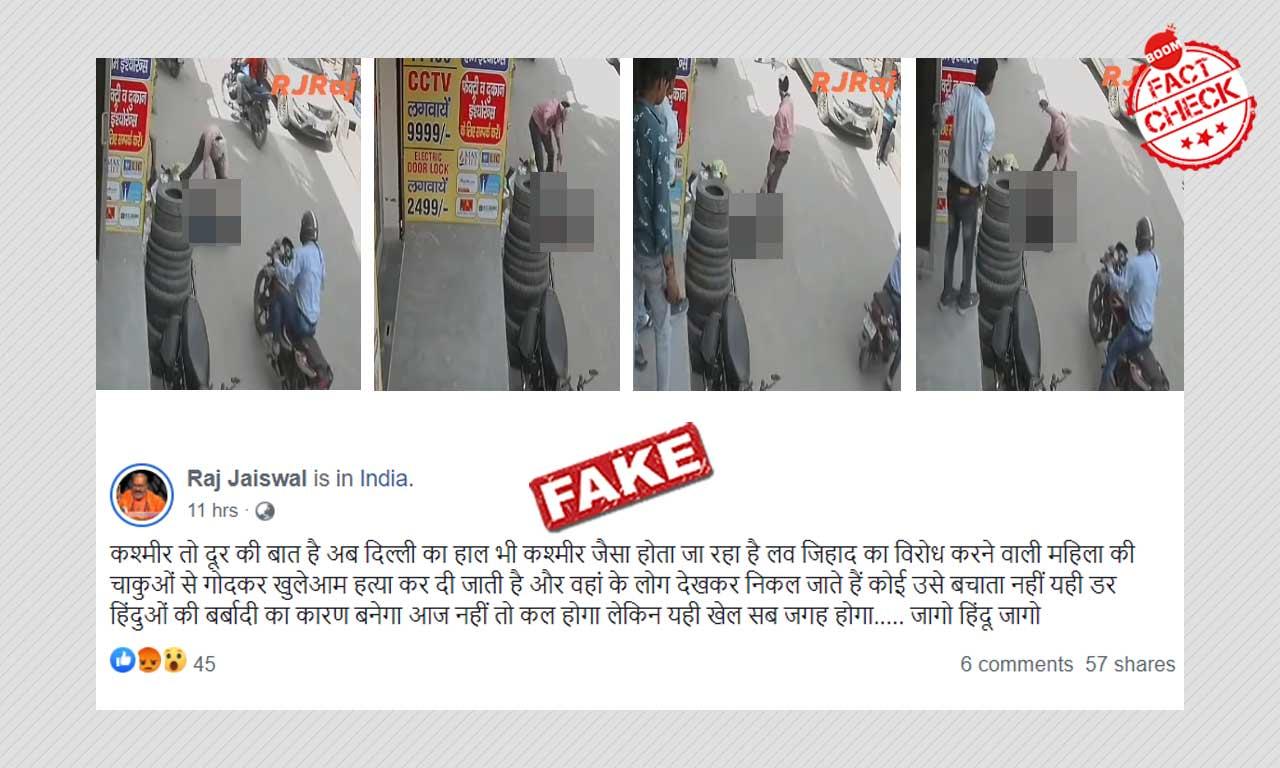 RJRaj
CCTV
लगवायें
9999/-
ELECTRIC
DOOR LOCK
लगवायें
2499/-
फैक्ट्री व दुकान
इंश्योरेन्स
RJRaj
BOOM
FACT
CHECK
FAKE
Raj Jaiswal is in India.
11 hrs
कश्मीर तो दूर की बात है अब दिल्ली का हाल भी कश्मीर जैसा होता जा रहा है लव जिहाद का विरोध करने वाली महिला की
चाकुओं से गोदकर खुलेआम हत्या कर दी जाती है और वहां के लोग देखकर निकल जाते हैं कोई उसे बचाता नहीं यही डर
हिंदुओं की बर्बादी का कारण बनेगा आज नहीं तो कल होगा लेकिन यही खेल सब जगह होगा..... जागो हिंदू जागो
45
6 comments 57 shares